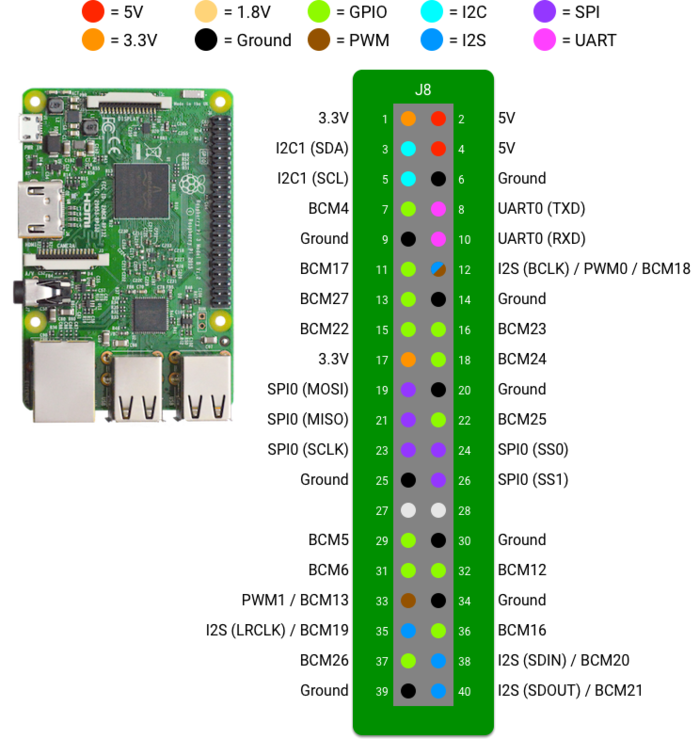 = 5V = 1.8V = GPIO = I2C = SPI
= 3.3V = Ground = PWM = I2S = UART
J8
3.3V 1 2 5V
I2C1 (SDA) 3 4 5V
I2C1 (SCL) 5 6 Ground
BCM4 7 8 UART0 (TXD)
Ground 9 10 UART0 (RXD)
BCM17 11 12 I2S (BCLK) / PWM0 / BCM18
BCM27 13 14 Ground
BCM22 15 16 BCM23
3.3V 17 18 BCM24
SPI0 (MOSI) 19 20 Ground
SPI0 (MISO) 21 22 BCM25
SPI0 (SCLK) 23 24 SPI0 (SS0)
Ground 25 26 SPI0 (SS1)
27 28
BCM5 29 30 Ground
BCM6 31 32 BCM12
PWM1 / BCM13 33 34 Ground
I2S (LRCLK) / BCM19 35 36 BCM16
BCM26 37 38 I2S (SDIN) / BCM20
Ground 39 40 I2S (SDOUT) / BCM21
DISPLAY
HDMI
CAMERA